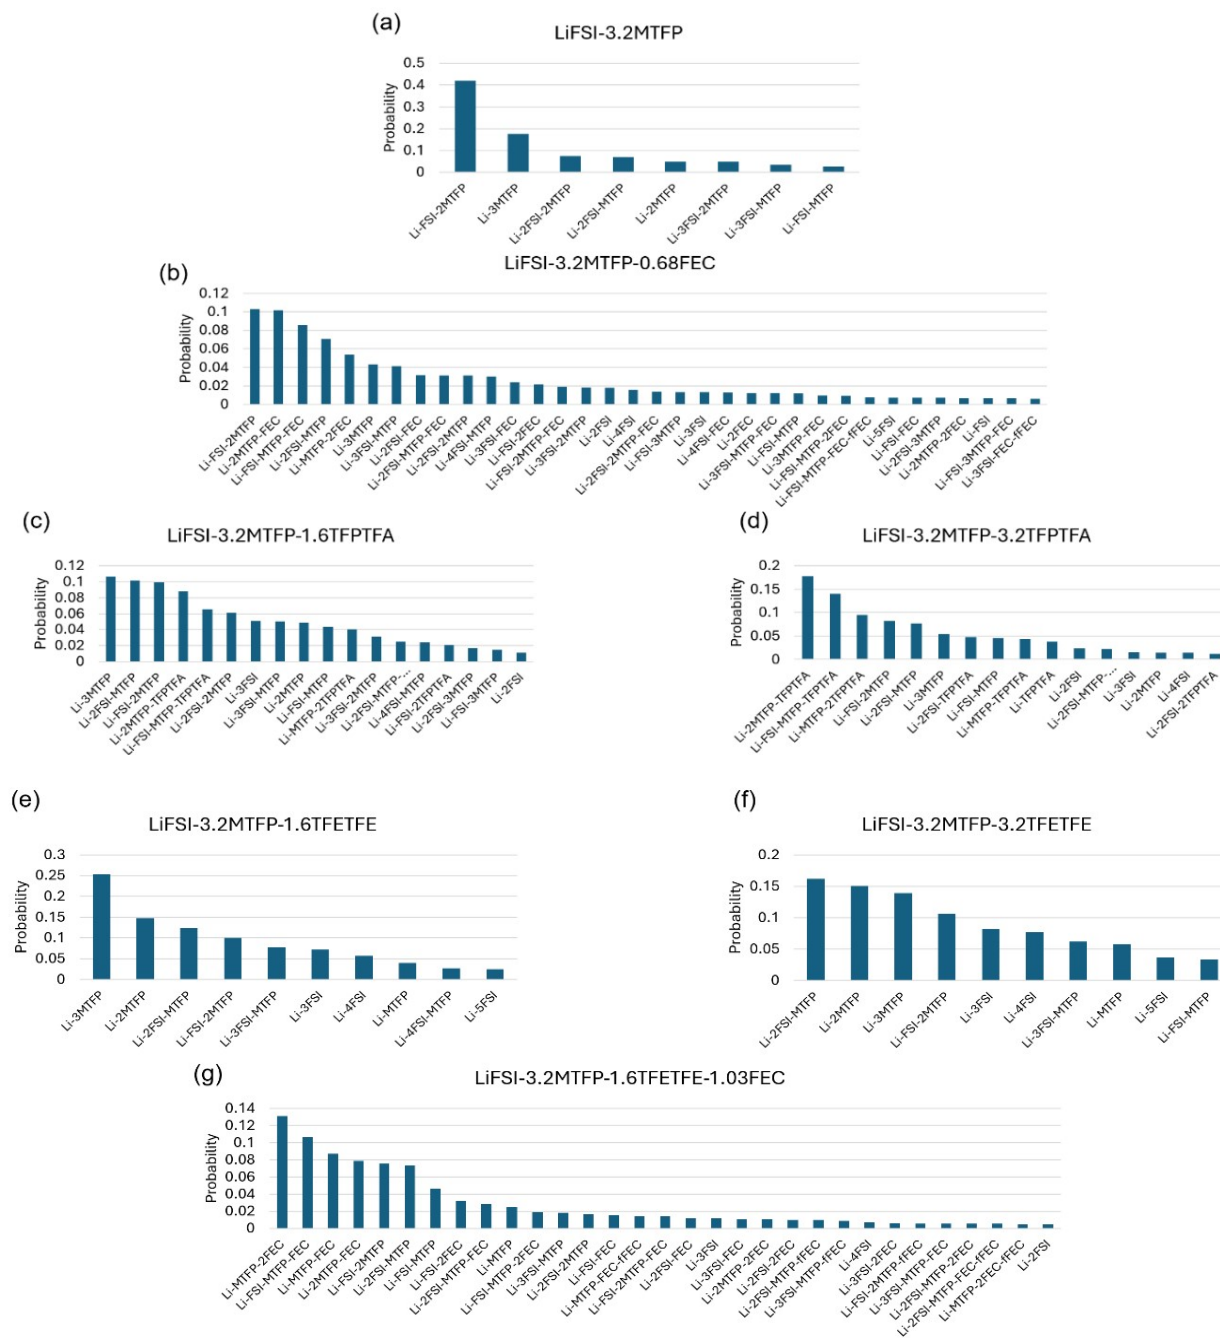 (a)
LiFSI-3.2MTFP
Probability
0.5
0.4
0.3
0.2
0.1
0
Li-FSI-2MTFP
Li-3MTFP
Li-2FSI-2MTFP
Li-2FSI-MTFP
Li-2MTFP
Li-3FSI-2MTFP
Li-3FSI-MTFP
Li-FSI-MTFP
(b)
LiFSI-3.2MTFP-0.68FEC
Probability
0.12
0.1
0.08
0.06
0.04
0.02
0
Li-FSI-2MTFP
Li-2MTFP-FEC
Li-FSI-MTFP-FEC
Li-2FSI-MTFP
Li-MTFP-2FEC
Li-3MTFP
Li-3FSI-MTFP
Li-2FSI-FEC
Li-2FSI-MTFP-FEC
Li-2FSI-2MTFP
Li-4FSI-MTFP
Li-3FSI-FEC
Li-FSI-2FEC
Li-FSI-2MTFP-FEC
Li-3FSI-2MTFP
Li-2FSI
Li-4FSI
Li-2FSI-2MTFP-FEC
Li-FSI-3MTFP
Li-3FSI
Li-4FSI-FEC
Li-2FEC
Li-3FSI-MTFP-FEC
Li-FSI-MTFP
Li-3MTFP-FEC
Li-FSI-MTFP-2FEC
Li-FSI-MTFP-FEC-fFEC
Li-5FSI
Li-FSI-FEC
Li-2FSI-3MTFP
Li-2MTFP-2FEC
Li-FSI
Li-FSI-3MTFP-FEC
Li-3FSI-FEC-fFEC
(c)
LiFSI-3.2MTFP-1.6TFPTFA
Probability
0.12
0.1
0.08
0.06
0.04
0.02
0
Li-3MTFP
Li-2FSI-MTFP
Li-FSI-2MTFP
Li-2MTFP-TFPTFA
Li-FSI-MTFP-TFPTFA
Li-2FSI-2MTFP
Li-3FSI
Li-3FSI-MTFP
Li-2MTFP
Li-FSI-MTFP
Li-MTFP-2TFPTFA
Li-3FSI-2MTFP
Li-2FSI-MTFP-...
Li-4FSI-MTFP
Li-FSI-2TFPTFA
Li-2FSI-3MTFP
Li-FSI-3MTFP
Li-2FSI
(d)
LiFSI-3.2MTFP-3.2TFPTFA
Probability
0.2
0.15
0.1
0.05
0
Li-2MTFP-TFPTFA
Li-FSI-MTFP-TFPTFA
Li-MTFP-2TFPTFA
Li-FSI-2MTFP
Li-2FSI-MTFP
Li-3MTFP
Li-2FSI-TFPTFA
Li-FSI-MTFP
Li-MTFP-TFPTFA
Li-TFPTFA
Li-2FSI
Li-2FSI-MTFP-...
Li-3FSI
Li-2MTFP
Li-4FSI
Li-2FSI-2TFPTFA
(e)
LiFSI-3.2MTFP-1.6TFETFE
Probability
0.3
0.25
0.2
0.15
0.1
0.05
0
Li-3MTFP
Li-2MTFP
Li-2FSI-MTFP
Li-FSI-2MTFP
Li-3FSI-MTFP
Li-3FSI
Li-4FSI
Li-MTFP
Li-4FSI-MTFP
Li-5FSI
(f)
LiFSI-3.2MTFP-3.2TFETFE
Probability
0.2
0.15
0.1
0.05
0
Li-2FSI-MTFP
Li-2MTFP
Li-3MTFP
Li-FSI-2MTFP
Li-3FSI
Li-4FSI
Li-3FSI-MTFP
Li-MTFP
Li-5FSI
Li-FSI-MTFP
(g)
LiFSI-3.2MTFP-1.6TFETFE-1.03FEC
Probability
0.14
0.12
0.1
0.08
0.06
0.04
0.02
0
Li-MTFP-2FEC
Li-FSI-MTFP-FEC
Li-MTFP-FEC
Li-2MTFP-FEC
Li-FSI-2MTFP
Li-2FSI-MTFP
Li-FSI-MTFP
Li-FSI-2FEC
Li-2FSI-MTFP-FEC
Li-MTFP
Li-FSI-MTFP-2FEC
Li-3FSI-MTFP
Li-2FSI-2MTFP
Li-FSI-FEC
Li-MTFP-FEC-fFEC
Li-FSI-2MTFP-FEC
Li-2FSI-FEC
Li-3FSI
Li-3FSI-FEC
Li-2MTFP-2FEC
Li-2FSI-2FEC
Li-2FSI-MTFP-fFEC
Li-3FSI-MTFP-fFEC
Li-4FSI
Li-3FSI-2FEC
Li-FSI-2MTFP-fFEC
Li-3FSI-MTFP-FEC
Li-2FSI-MTFP-2FEC
Li-2FSI-MTFP-FEC-fFEC
Li-MTFP-2FEC-fFEC
Li-2FSI